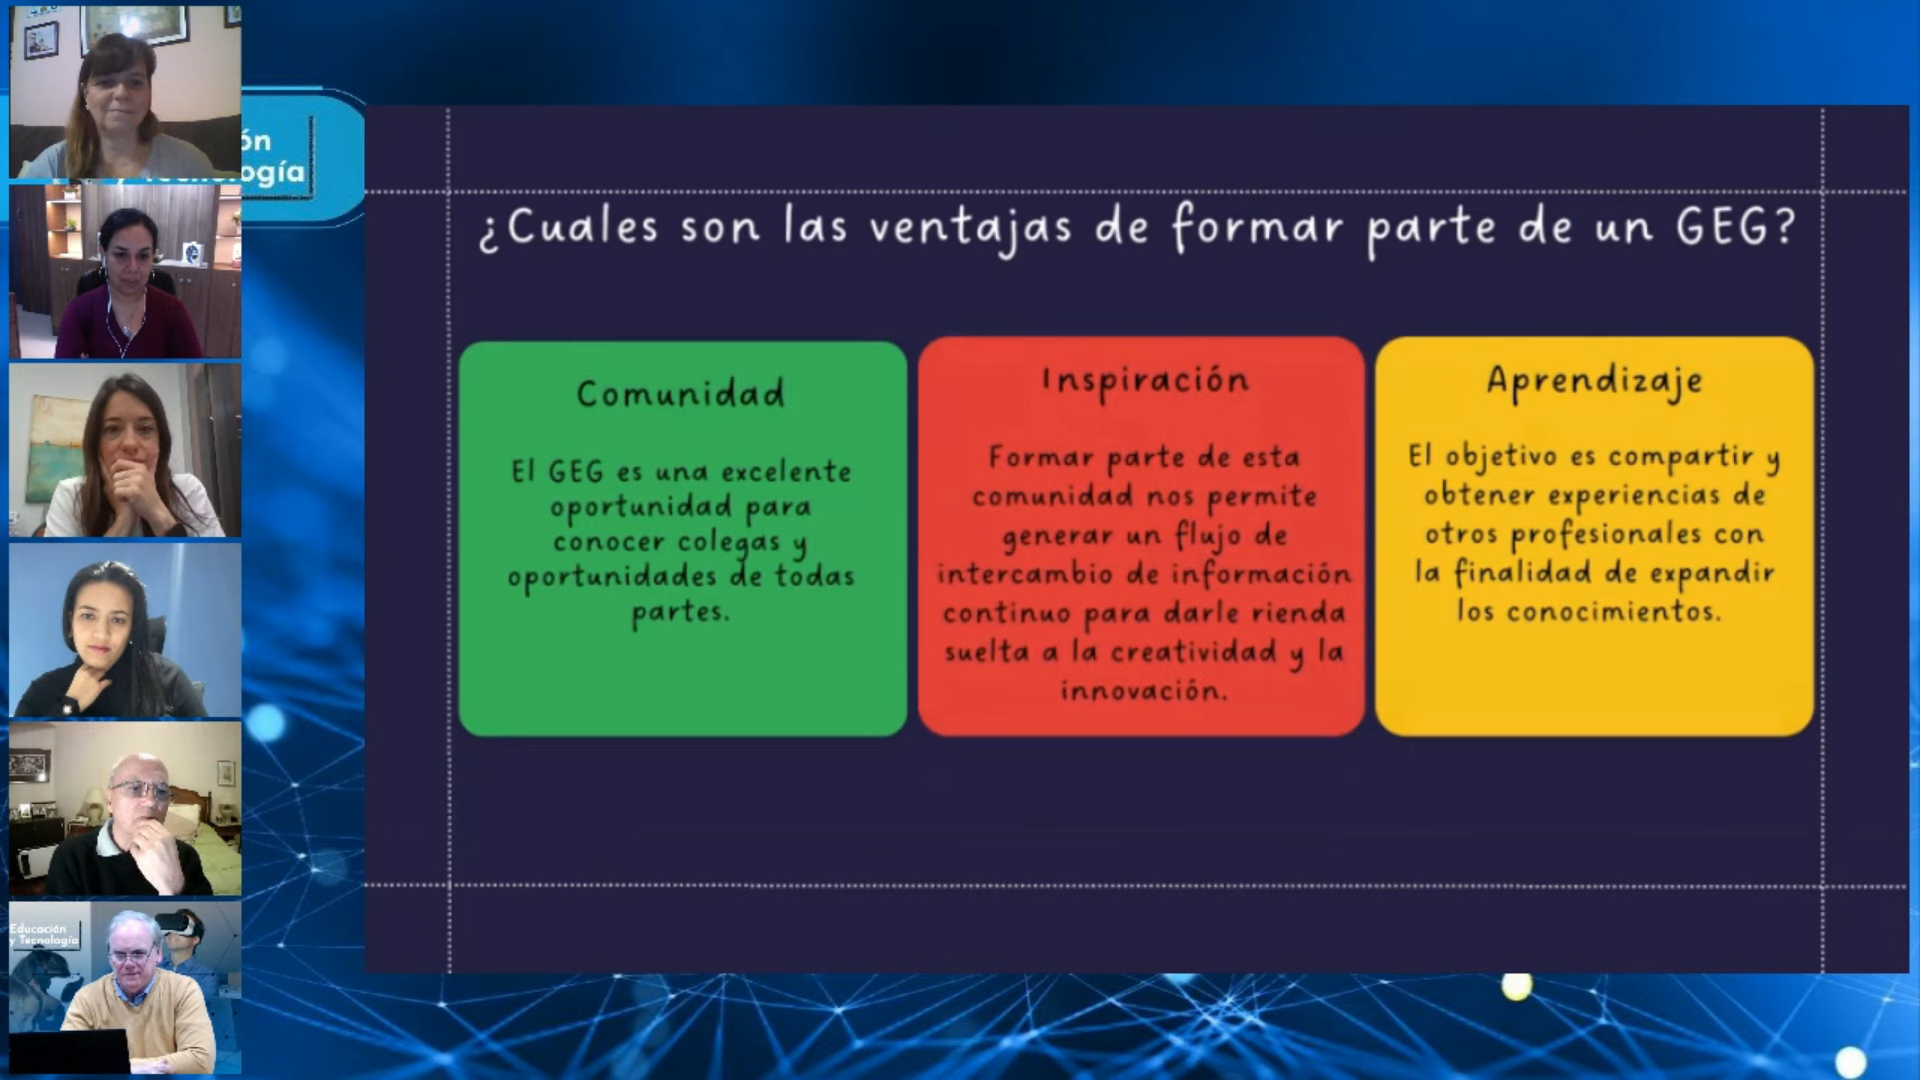 ón
ogía
¿Cuales son las ventajas de formar parte de un GEG?
Comunidad
El GEG es una excelente
oportunidad para
conocer colegas y
oportunidades de todas
partes.
Inspiración
Formar parte de esta
comunidad nos permite
generar un flujo de
intercambio de información
continuo para darle rienda
suelta a la creatividad y la
innovación.
Aprendizaje
El objetivo es compartir y
obtener experiencias de
otros profesionales con
la finalidad de expandir
los conocimientos.
Educación
y Tecnología